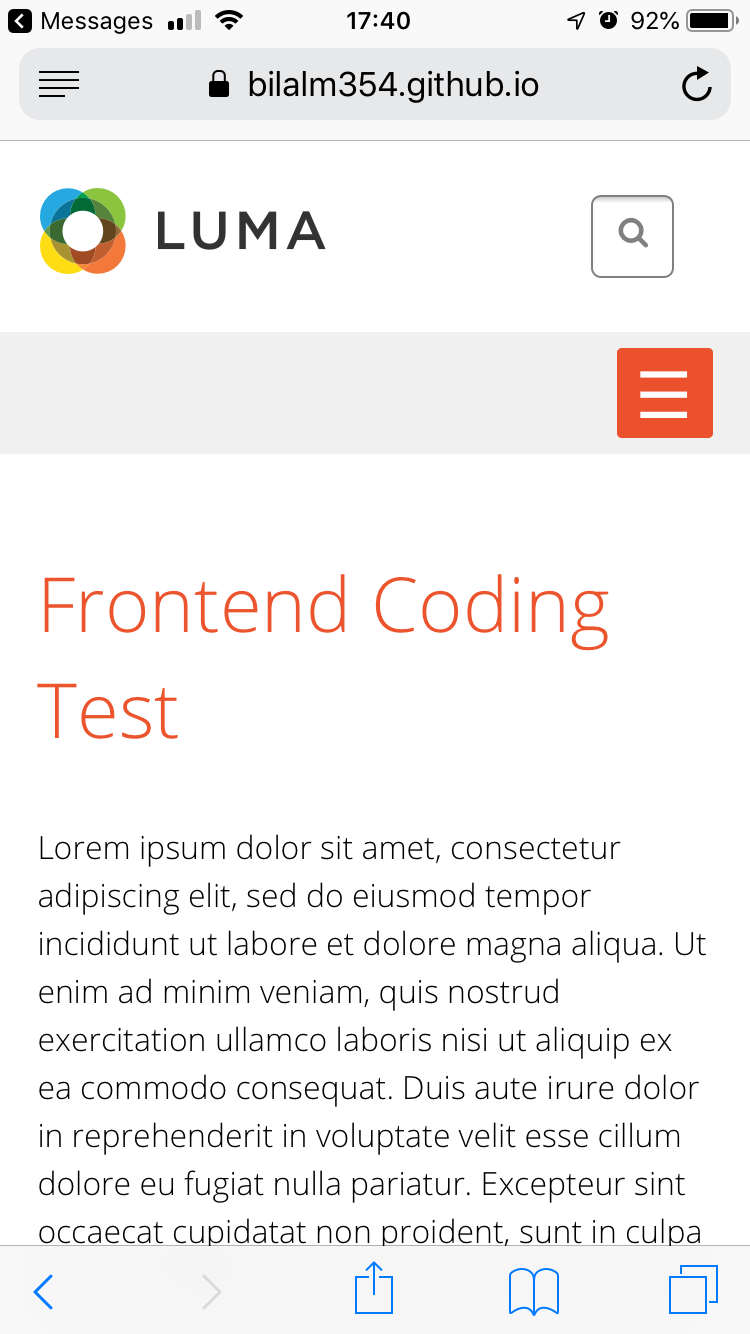 Messages 17:40 92%
bilalm354.github.io
LUMA
Frontend Coding
Test
Lorem ipsum dolor sit amet, consectetur
adipiscing elit, sed do eiusmod tempor
incididunt ut labore et dolore magna aliqua. Ut
enim ad minim veniam, quis nostrud
exercitation ullamco laboris nisi ut aliquip ex
ea commodo consequat. Duis aute irure dolor
in reprehenderit in voluptate velit esse cillum
dolore eu fugiat nulla pariatur. Excepteur sint
occaecat cupidatat non proident, sunt in culpa